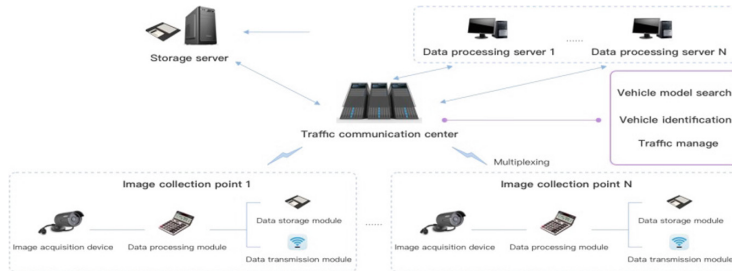 Storage server
Data processing server 1
......
Data processing server N
Vehicle model search
Vehicle identification
Traffic manage
Traffic communication center
Multiplexing
Image collection point 1
Image collection point N
Data storage module
Data storage module
Image acquisition device
Data processing module
......
Image acquisition device
Data processing module
Data transmission module
Data transmission module